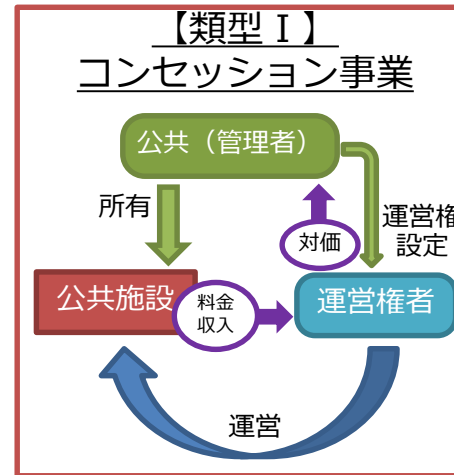 【類型Ⅰ】
コンセッション事業
公共（管理者）
所有
対価
運営権
設定
公共施設
料金
収入
運営権者
運営